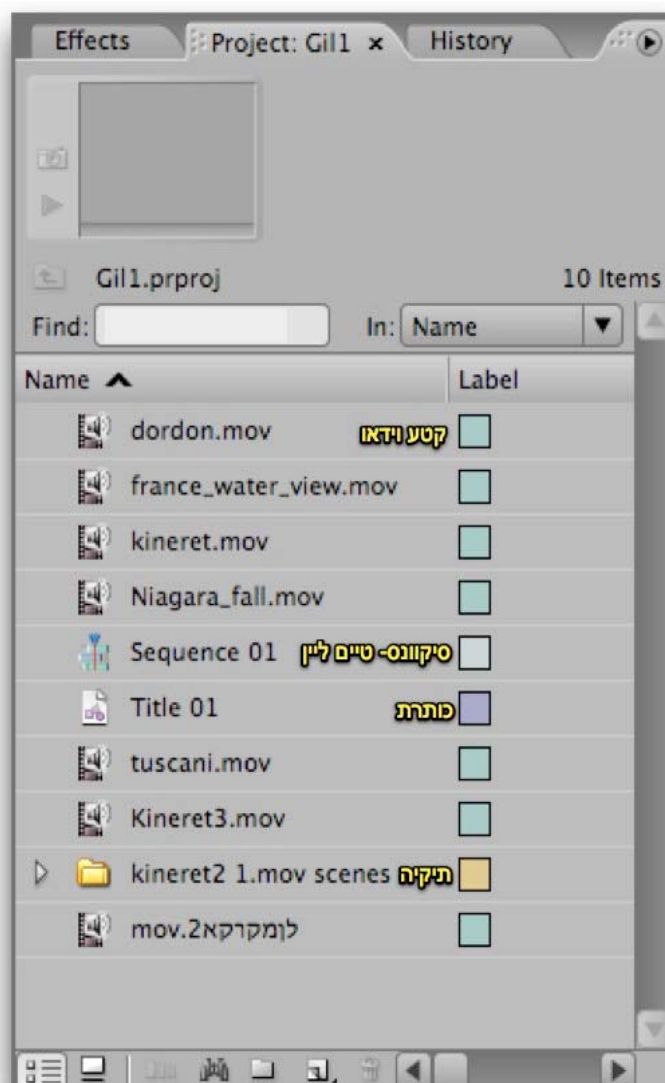 Effects Project: Gil1 x History
Gil1.prproj 10 Items
Find: In: Name
Name Label
dordon.mov קטע וידאו
france_water_view.mov
kineret.mov
Niagara_fall.mov
Sequence 01 סיקוונס- טיים ליין
Title 01 כותרת
tuscani.mov
Kineret3.mov
kineret2 1.mov scenes תיקיה
לןמקרקא2.mov